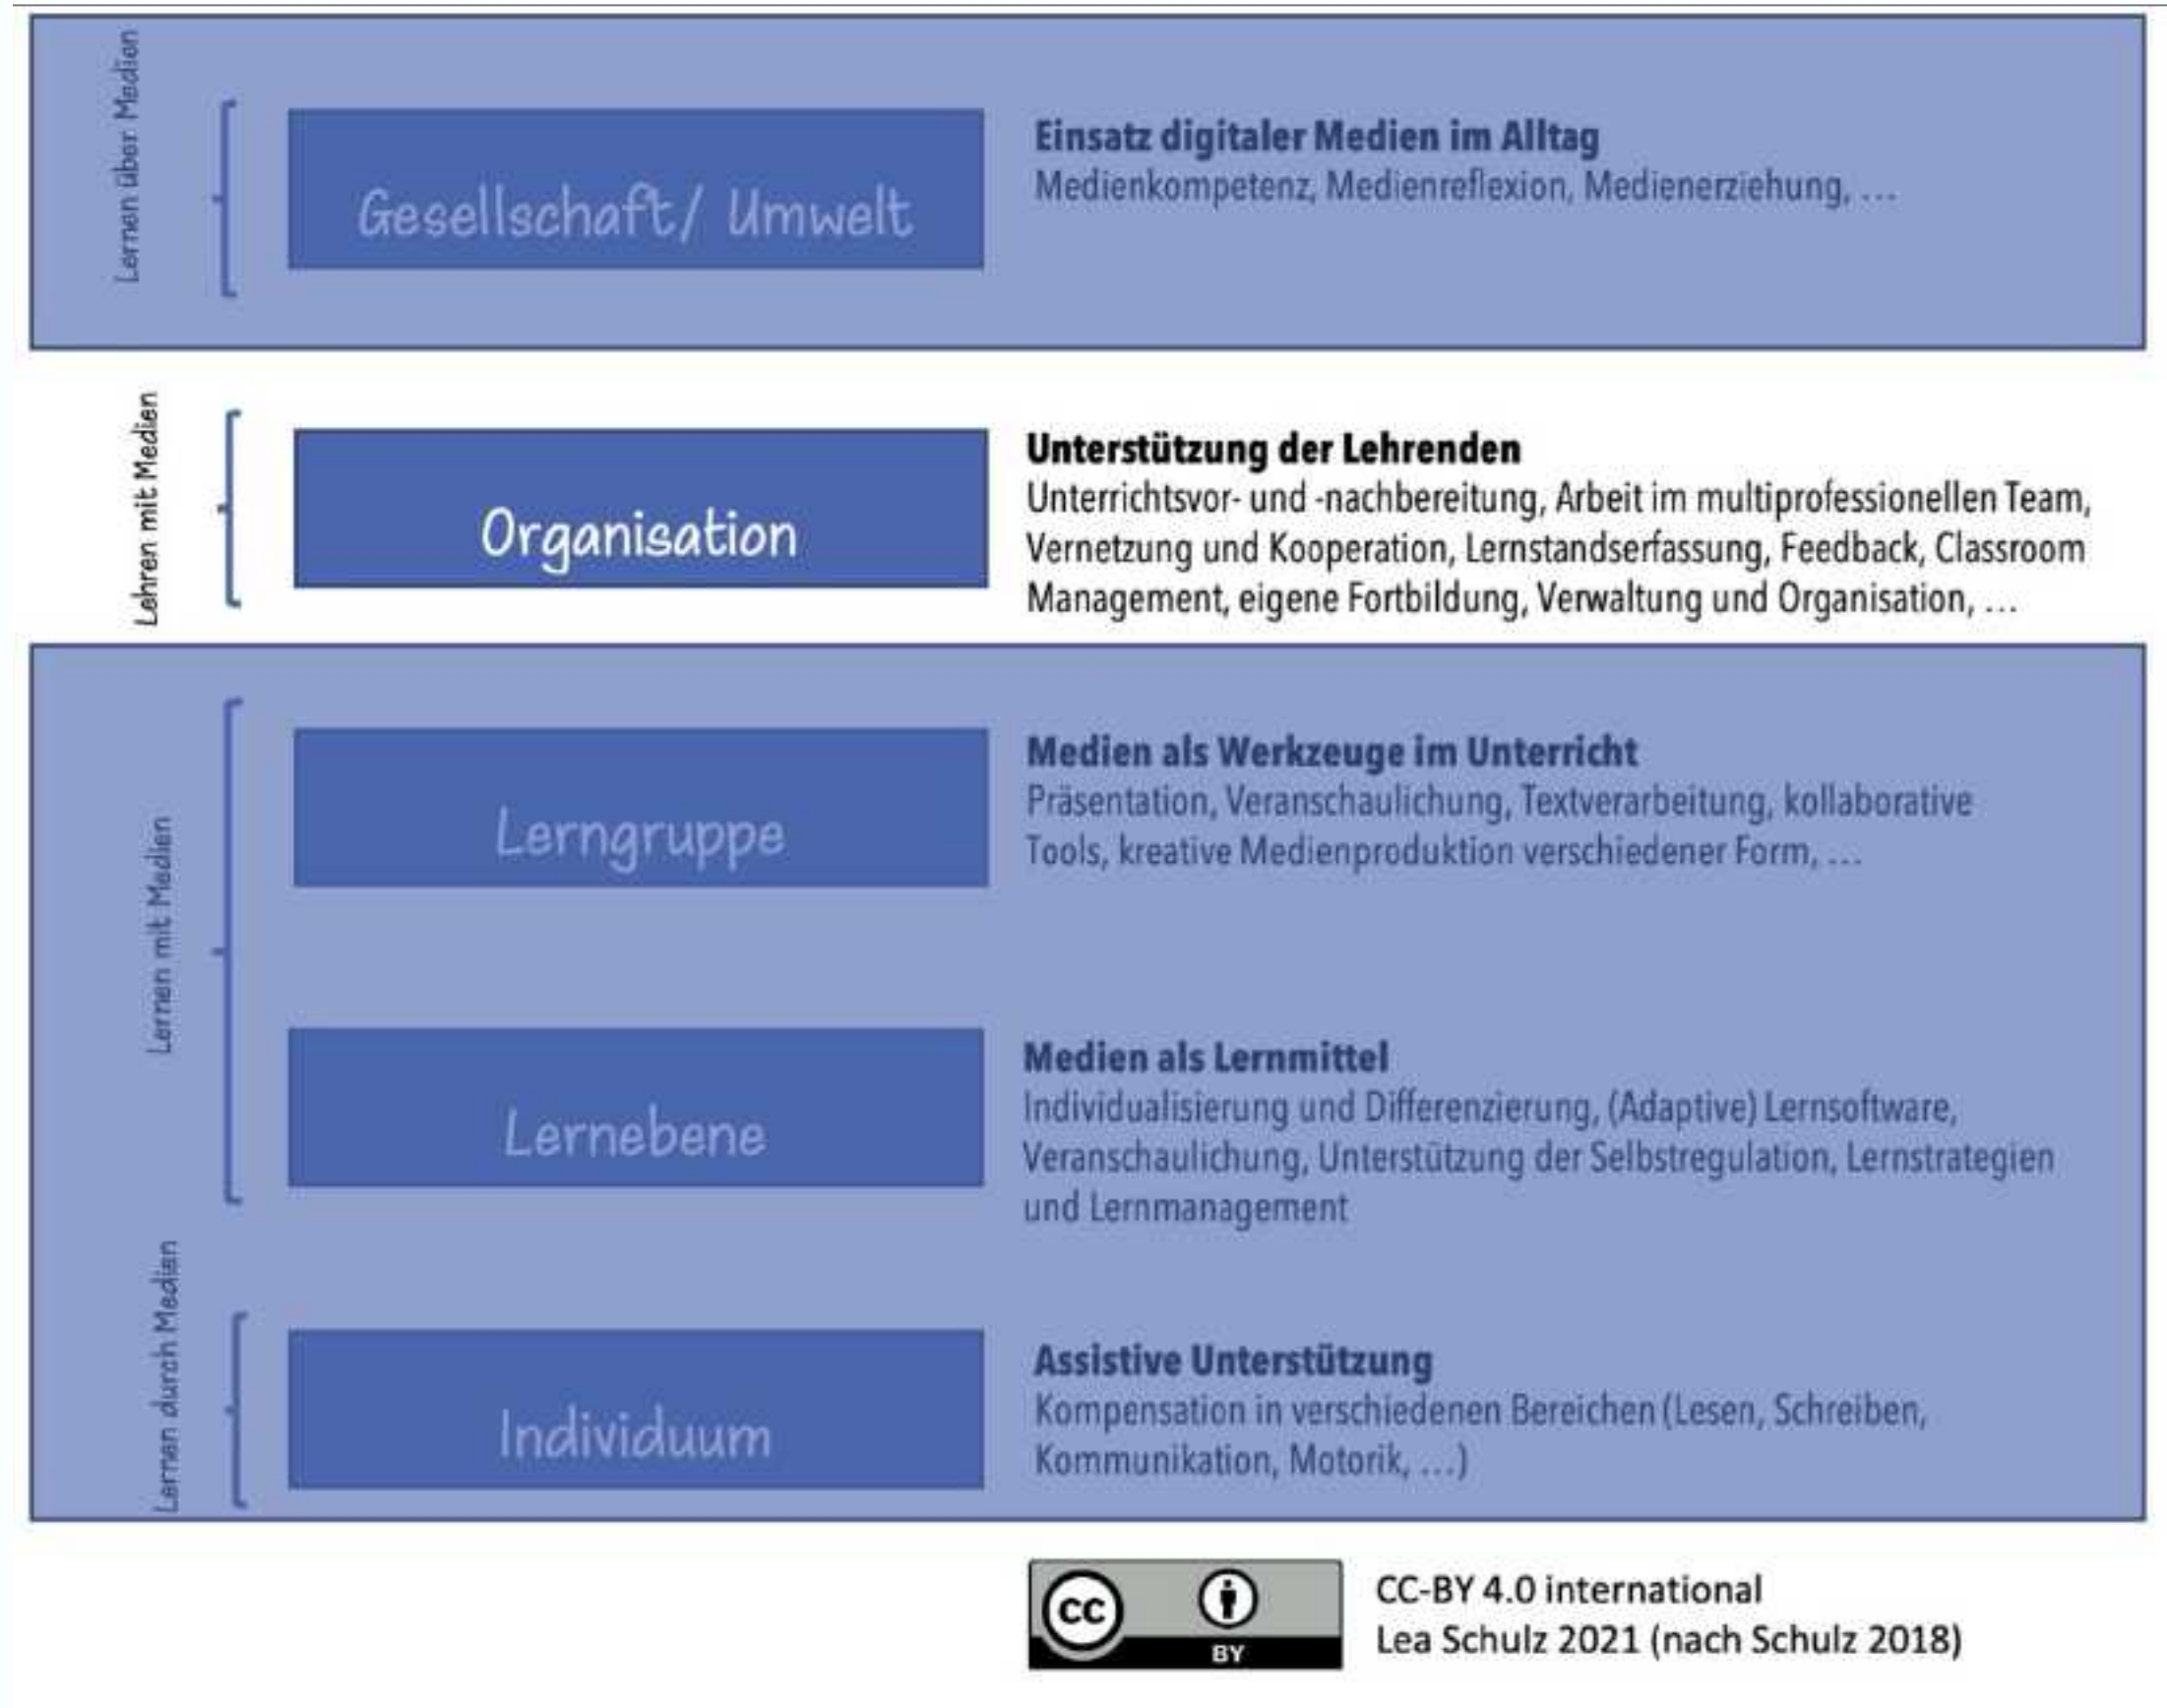 Lernen über Medien
Gesellschaft/ Umwelt
Einsatz digitaler Medien im Alltag
Medienkompetenz, Medienreflexion, Medienerziehung, ...
Lehren mit Medien
Organisation
Unterstützung der Lehrenden
Unterrichtsvor- und -nachbereitung, Arbeit im multiprofessionellen Team,
Vernetzung und Kooperation, Lernstandserfassung, Feedback, Classroom
Management, eigene Fortbildung, Verwaltung und Organisation, ...
Lernen mit Medien
Lerngruppe
Medien als Werkzeuge im Unterricht
Präsentation, Veranschaulichung, Textverarbeitung, kollaborative
Tools, kreative Medienproduktion verschiedener Form, ...
Lernebene
Medien als Lernmittel
Individualisierung und Differenzierung, (Adaptive) Lernsoftware,
Veranschaulichung, Unterstützung der Selbstregulation, Lernstrategien
und Lernmanagement
Lernen durch Medien
Individuum
Assistive Unterstützung
Kompensation in verschiedenen Bereichen (Lesen, Schreiben,
Kommunikation, Motorik, ...)
cc
BY
CC-BY 4.0 international
Lea Schulz 2021 (nach Schulz 2018)